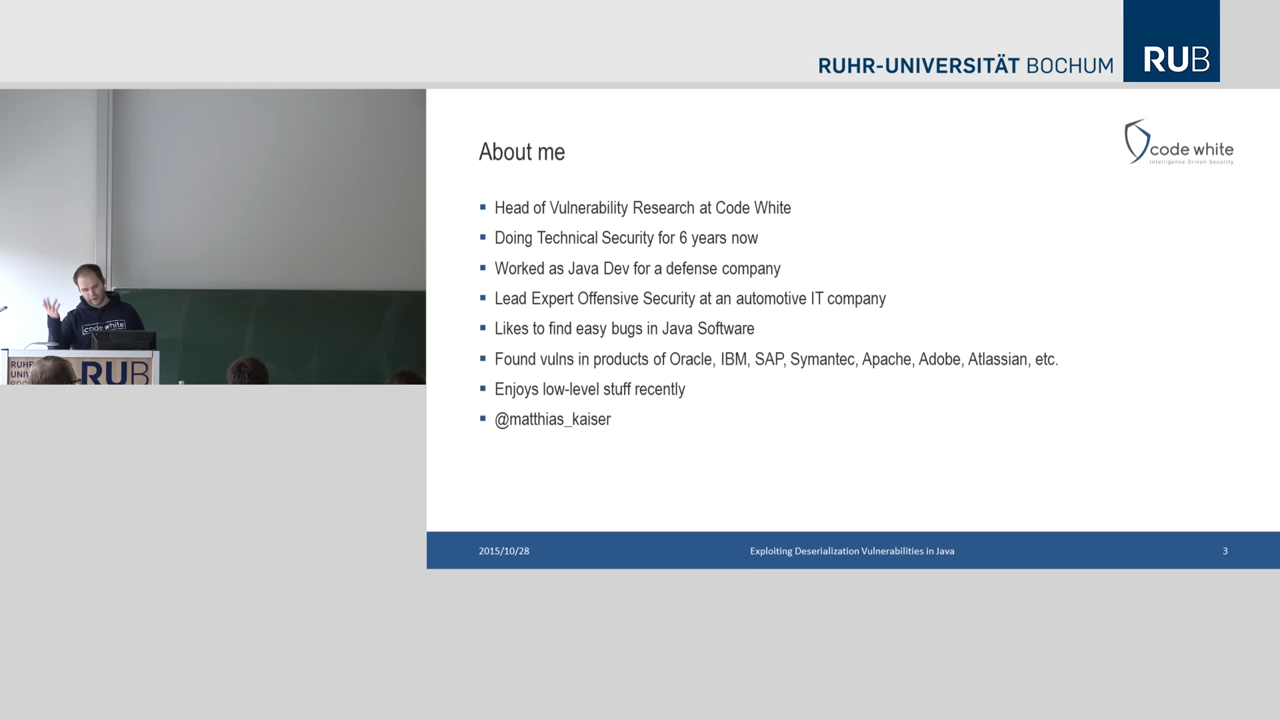 RUHR-UNIVERSITÄT BOCHUM
RUB
About me
code white
Intelligence Driven Security
Head of Vulnerability Research at Code White
Doing Technical Security for 6 years now
Worked as Java Dev for a defense company
Lead Expert Offensive Security at an automotive IT company
Likes to find easy bugs in Java Software
Found vulns in products of Oracle, IBM, SAP, Symantec, Apache, Adobe, Atlassian, etc.
Enjoys low-level stuff recently
@matthias_kaiser
2015/10/28
Exploiting Deserialization Vulnerabilities in Java
3
code white
RUB